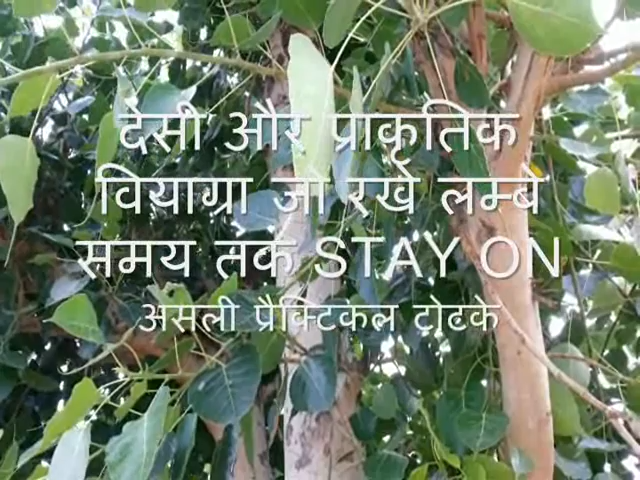 देसी और प्राकृतिक
वियाग्रा जो रखे लम्बे
समय तक STAY ON
असली प्रैक्टिकल टोटके